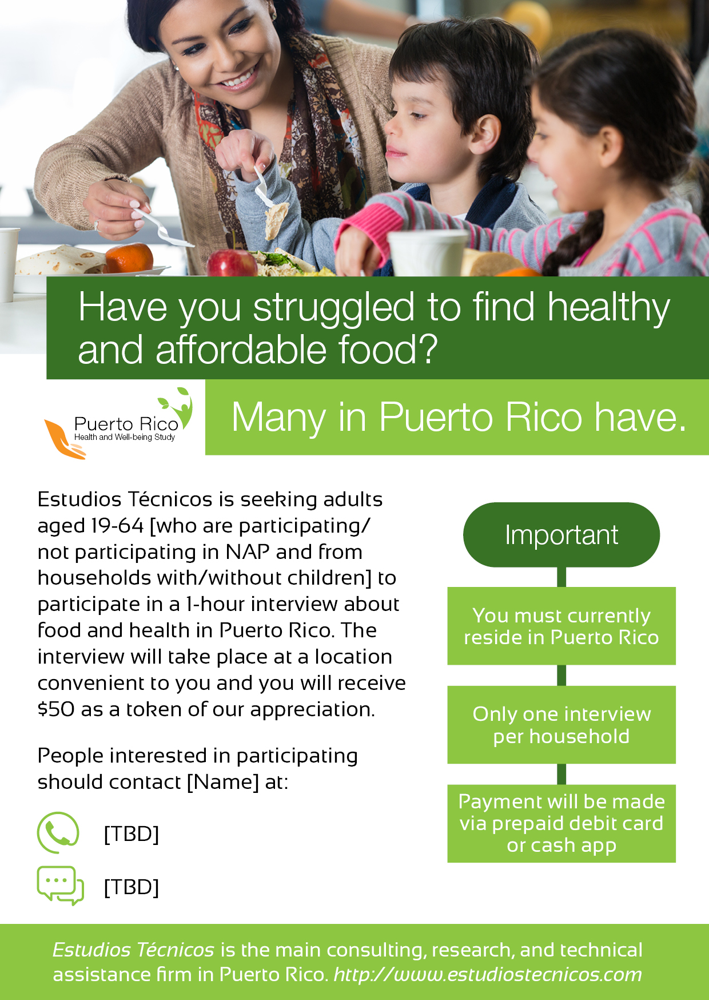 Have you struggled to find healthy
and affordable food?
Puerto Rico
Health and Well-being Study
Many in Puerto Rico have.
Estudios Técnicos is seeking adults
aged 19-64 [who are participating/
not participating in NAP and from
households with/without children] to
participate in a 1-hour interview about
food and health in Puerto Rico. The
interview will take place at a location
convenient to you and you will receive
$50 as a token of our appreciation.
People interested in participating
should contact [Name] at:
[TBD]
[TBD]
Important
You must currently
reside in Puerto Rico
Only one interview
per household
Payment will be made
via prepaid debit card
or cash app
Estudios Técnicos is the main consulting, research, and technical
assistance firm in Puerto Rico. http://www.estudiostecnicos.com